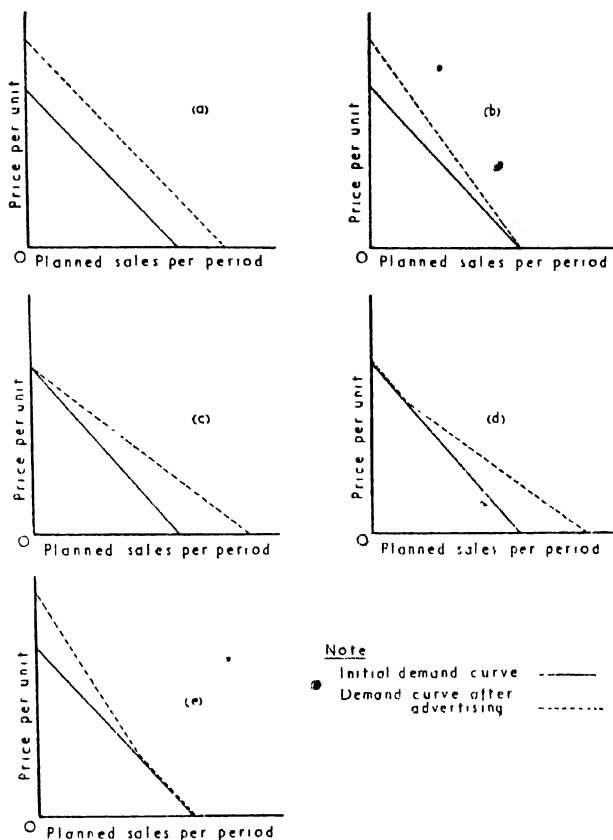 Price per unit
(a)
O
Planned sales per period
Price per unit
(b)
O
Planned sales per period
Price per unit
(c)
O
Planned sales per period
Price per unit
(d)
O
Planned sales per period
Price per unit
(e)
O
Planned sales per period
Note
Initial demand curve
Demand curve after
advertising